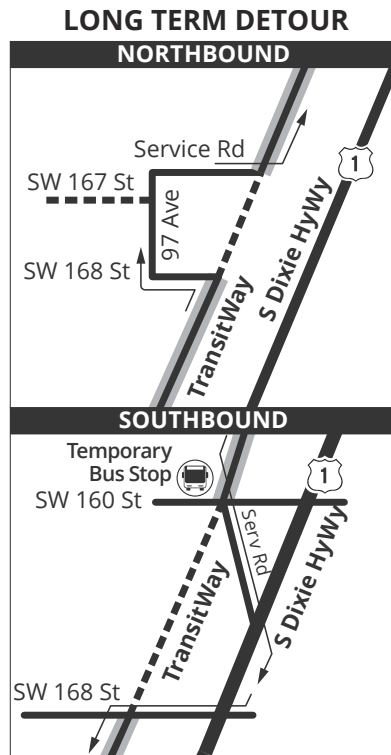 LONG TERM DETOUR
NORTHBOUND
Service Rd
1
SW 167 St
97 Ave
SW 168 St
TransitWay
S Dixie HyWy
SOUTHBOUND
Temporary
Bus Stop
1
SW 160 St
Serv Rd
TransitWay
S Dixie HyWy
SW 168 St